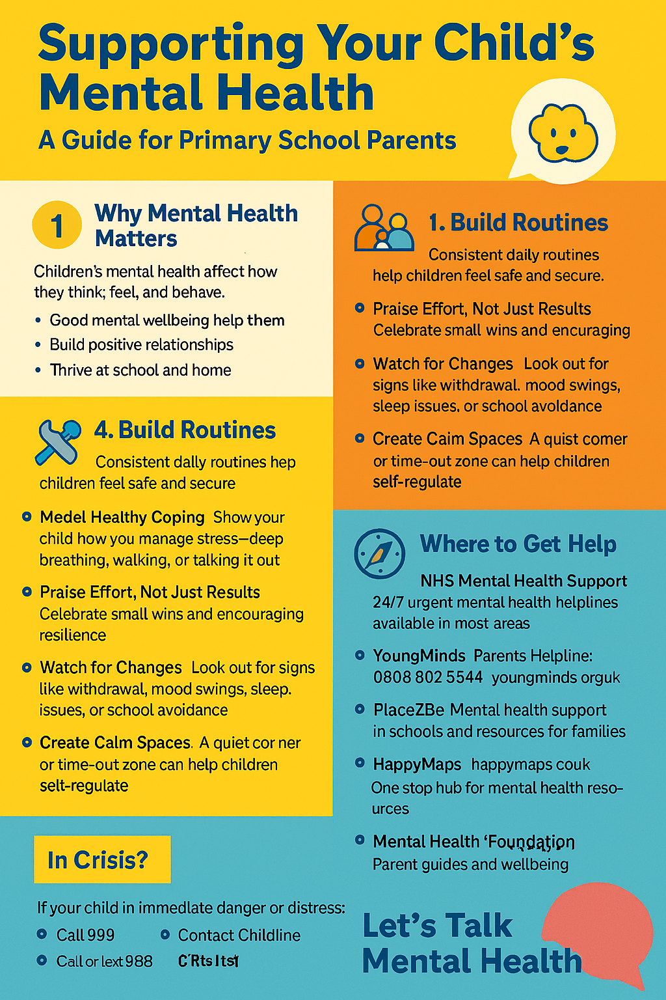 Supporting Your Child's
Mental Health
A Guide for Primary School Parents
1
Why Mental Health
Matters
Children's mental health affect how
they think; feel, and behave.
• Good mental wellbeing help them
• Build positive relationships
• Thrive at school and home
1. Build Routines
Consistent daily routines
help children feel safe and secure.
Praise Effort, Not Just Results
Celebrate small wins and encuraging
Watch for Changes Look out for
signs like withdrawal. mood swings,
sleep issues. or school avoldance
Create Caim Spaces A quist comer
or time-out zone can help children
self-regulate
4. Build Routines
Consistent dally routines hep
children feel safe and secure
Medel Healthy Coping Show your
child how you manage stress—deep
breathing, walking, or talking it out
Praise Effort, Not Just Results
Celebrate small wins and encouraging
resilience
Watch for Changes Look out for signs
like withdrawal, mood swings, sleep.
issues, or school avoidance
Create Calm Spaces. A quiet cor ner
or time-out zone can help children
selt-regulate
Where to Get Help
NHS Mental Health Support
24/7 urgent mental health helplines
available in most areas
YoungMinds Parents Helpline:
0808 802 5544 youngminds orguk
PlaceZBe Mental health support
in schools and resources for families
HappyMaps happymaps couk
One stop hub for mental health reso-
urces
Mental Health 'Foundation
Parent guides and wellbeing
In Crisis?
If your child in immedlate danger or distress:
Call 999
Contact Childline
Call or lext 988
Let's Talk
Mental Health